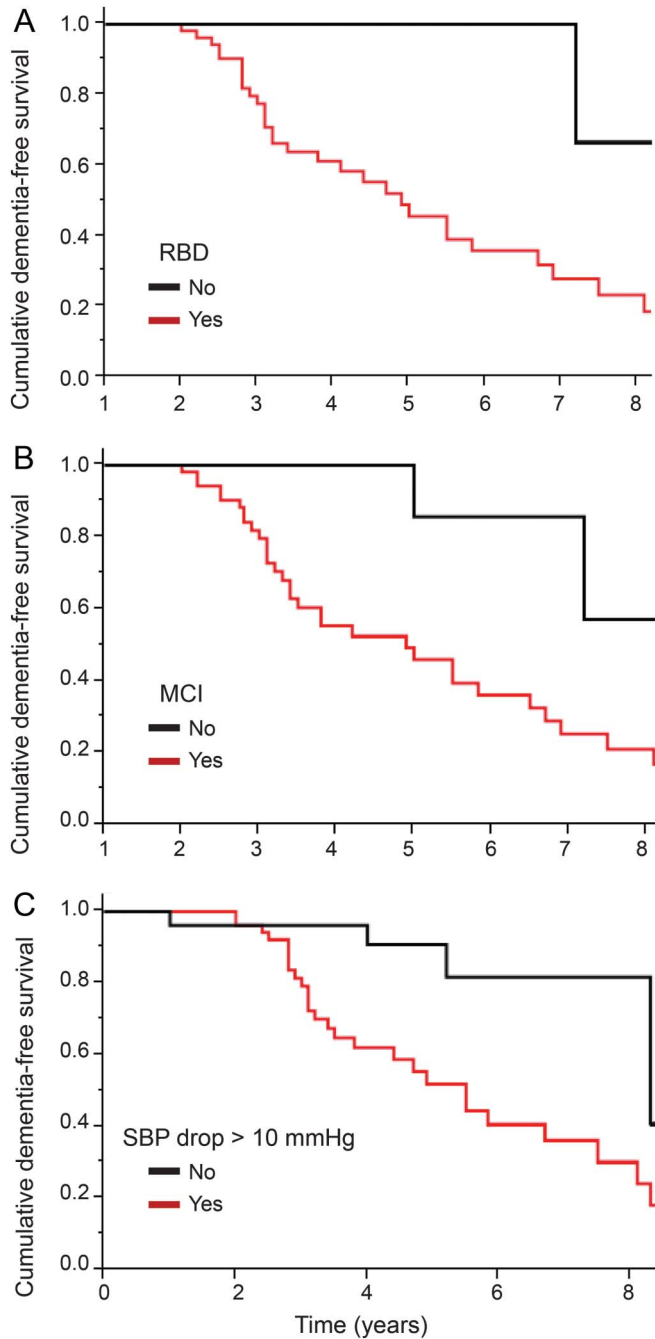 A
Cumulative dementia-free survival
1.0
0.8
0.6
0.4
0.2
0.0
RBD
No
Yes
1 2 3 4 5 6 7 8
B
Cumulative dementia-free survival
1.0
0.8
0.6
0.4
0.2
0.0
MCI
No
Yes
1 2 3 4 5 6 7 8
C
Cumulative dementia-free survival
1.0
0.8
0.6
0.4
0.2
0.0
SBP drop > 10 mmHg
No
Yes
0 2 4 6 8
Time (years)